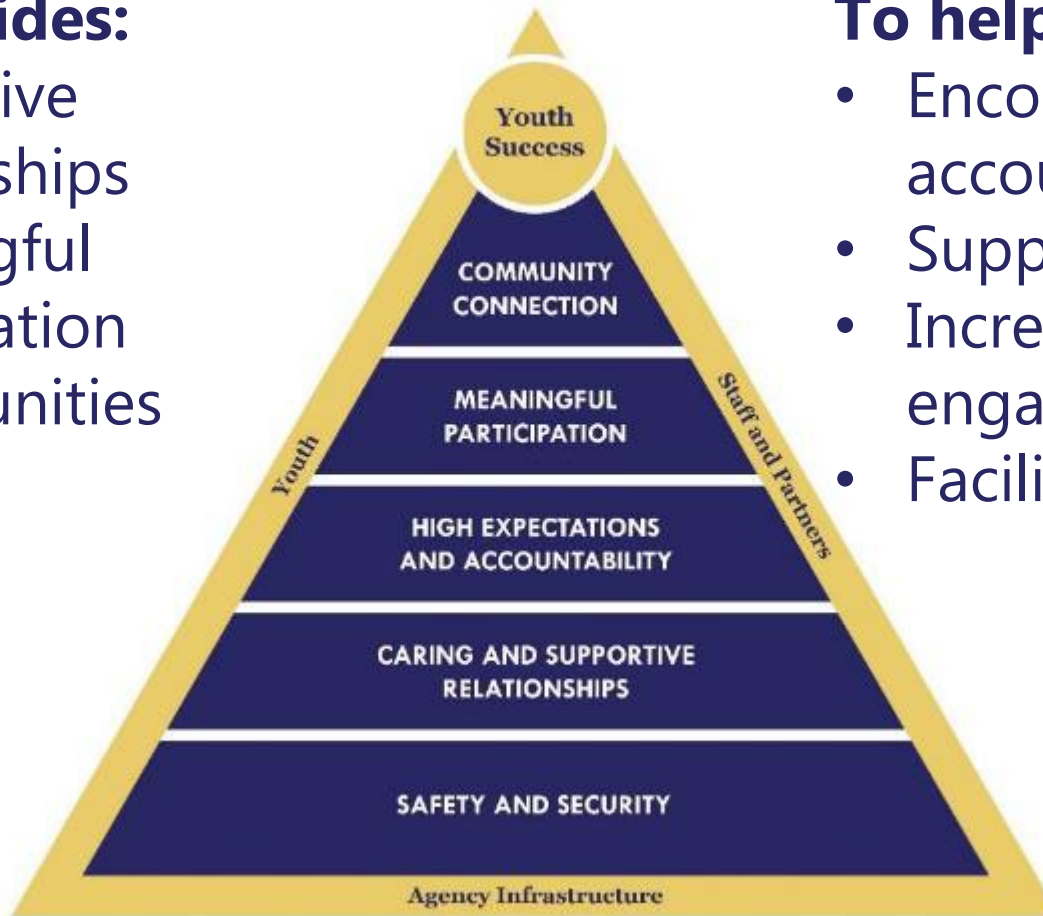 ides:
ive
ships
gful
ation
unities
Youth
Success
COMMUNITY
CONNECTION
MEANINGFUL
PARTICIPATION
HIGH EXPECTATIONS
AND ACCOUNTABILITY
CARING AND SUPPORTIVE
RELATIONSHIPS
SAFETY AND SECURITY
Youth
Staff and Partners
Agency Infrastructure
To help
• Enco
accou
• Supp
• Incre
enga
• Facili